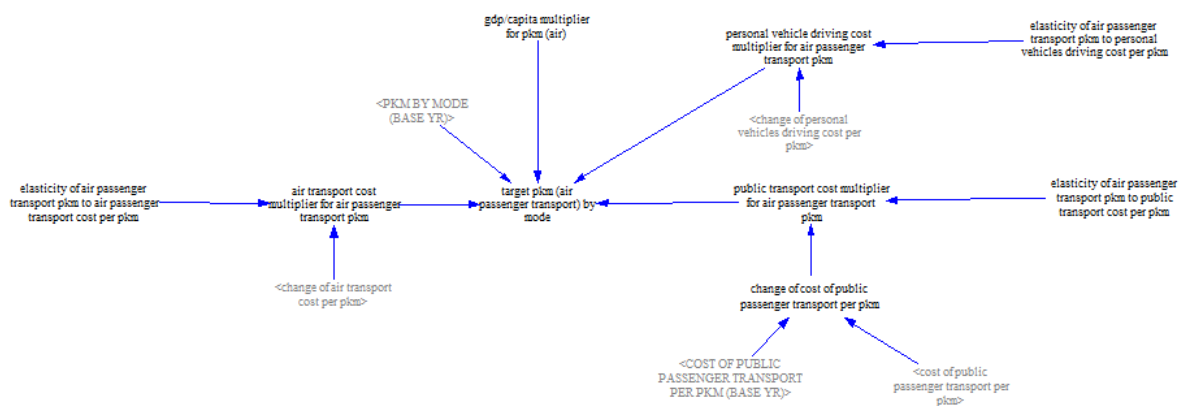 gdp/capita multiplier
for pkm (air)
personal vehicle driving cost
multiplier for air passenger
transport pkm
elasticity of air passenger
transport pkm to personal
vehicles driving cost per pkm
<PKM BY MODE
(BASE YR)>
<change of personal
vehicles driving cost per
pkm>
elasticity of air passenger
transport pkm to air passenger
transport cost per pkm
air transport cost
multiplier for air passenger
transport pkm
target pkm (air
passenger transport) by
mode
public transport cost multiplier
for air passenger transport
pkm
elasticity of air passenger
transport pkm to public
transport cost per pkm
<change of air transport
cost per pkm>
change of cost of public
passenger transport per pkm
<COST OF PUBLIC
PASSENGER TRANSPORT
PER PKM (BASE YR)>
<cost of public
passenger transport per
pkm>